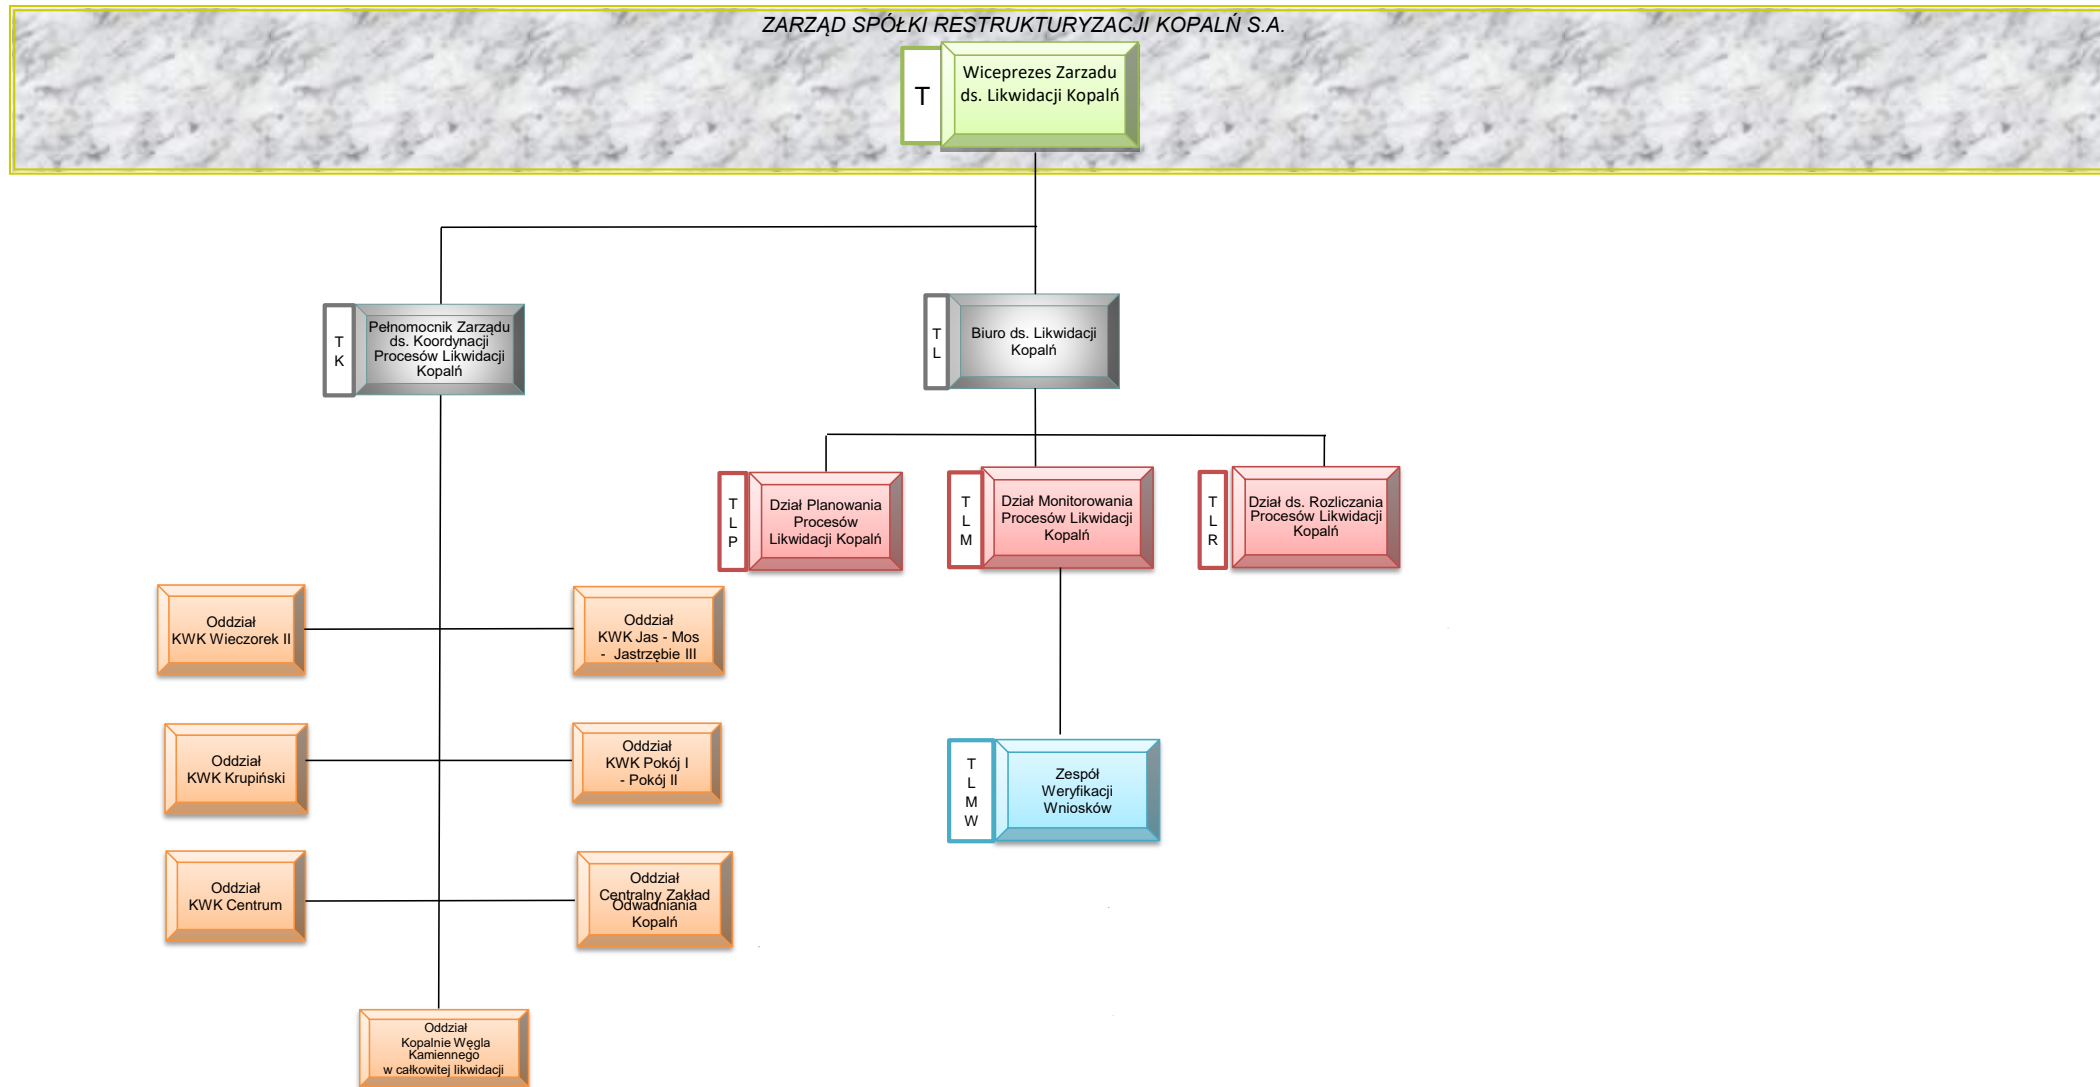 ZARZĄD SPÓŁKI RESTRUKTURYZACJI KOPALŃ S.A.
T
Wiceprezes Zarzadu
ds. Likwidacji Kopalń
T
K
Pełnomocnik Zarządu
ds. Koordynacji
Procesów Likwidacji
Kopalń
T
L
Biuro ds. Likwidacji
Kopalń
T
L
P
Dział Planowania
Procesów
Likwidacji Kopalń
T
L
M
Dział Monitorowania
Procesów Likwidacji
Kopalń
T
L
R
Dział ds. Rozliczania
Procesów Likwidacji
Kopalń
Oddział
KWK Wieczorek II
Oddział
KWK Jas - Mos
- Jastrzębie III
Oddział
KWK Krupiński
Oddział
KWK Pokój I
- Pokój II
T
L
M
W
Zespół
Weryfikacji
Wniosków
Oddział
KWK Centrum
Oddział
Centralny Zakład
Odwadniania
Kopalń
Oddział
Kopalnie Węgla
Kamiennego
w całkowitej likwidacji